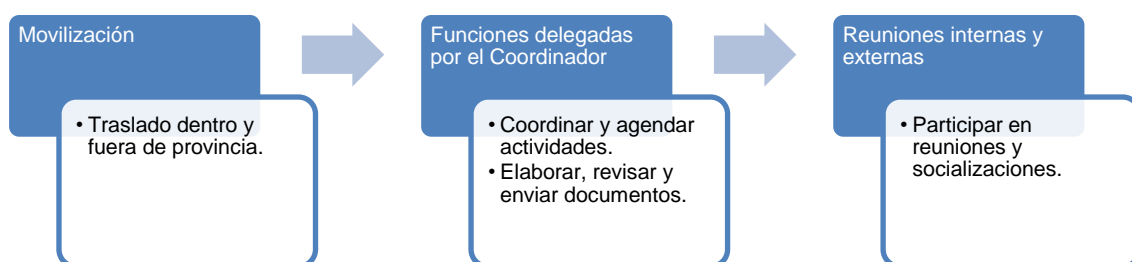 Movilización
• Traslado dentro y
fuera de provincia.
Funciones delegadas
por el Coordinador
• Coordinar y agendar
actividades.
• Elaborar, revisar y
enviar documentos.
Reuniones internas y
externas
• Participar en
reuniones y
socializaciones.